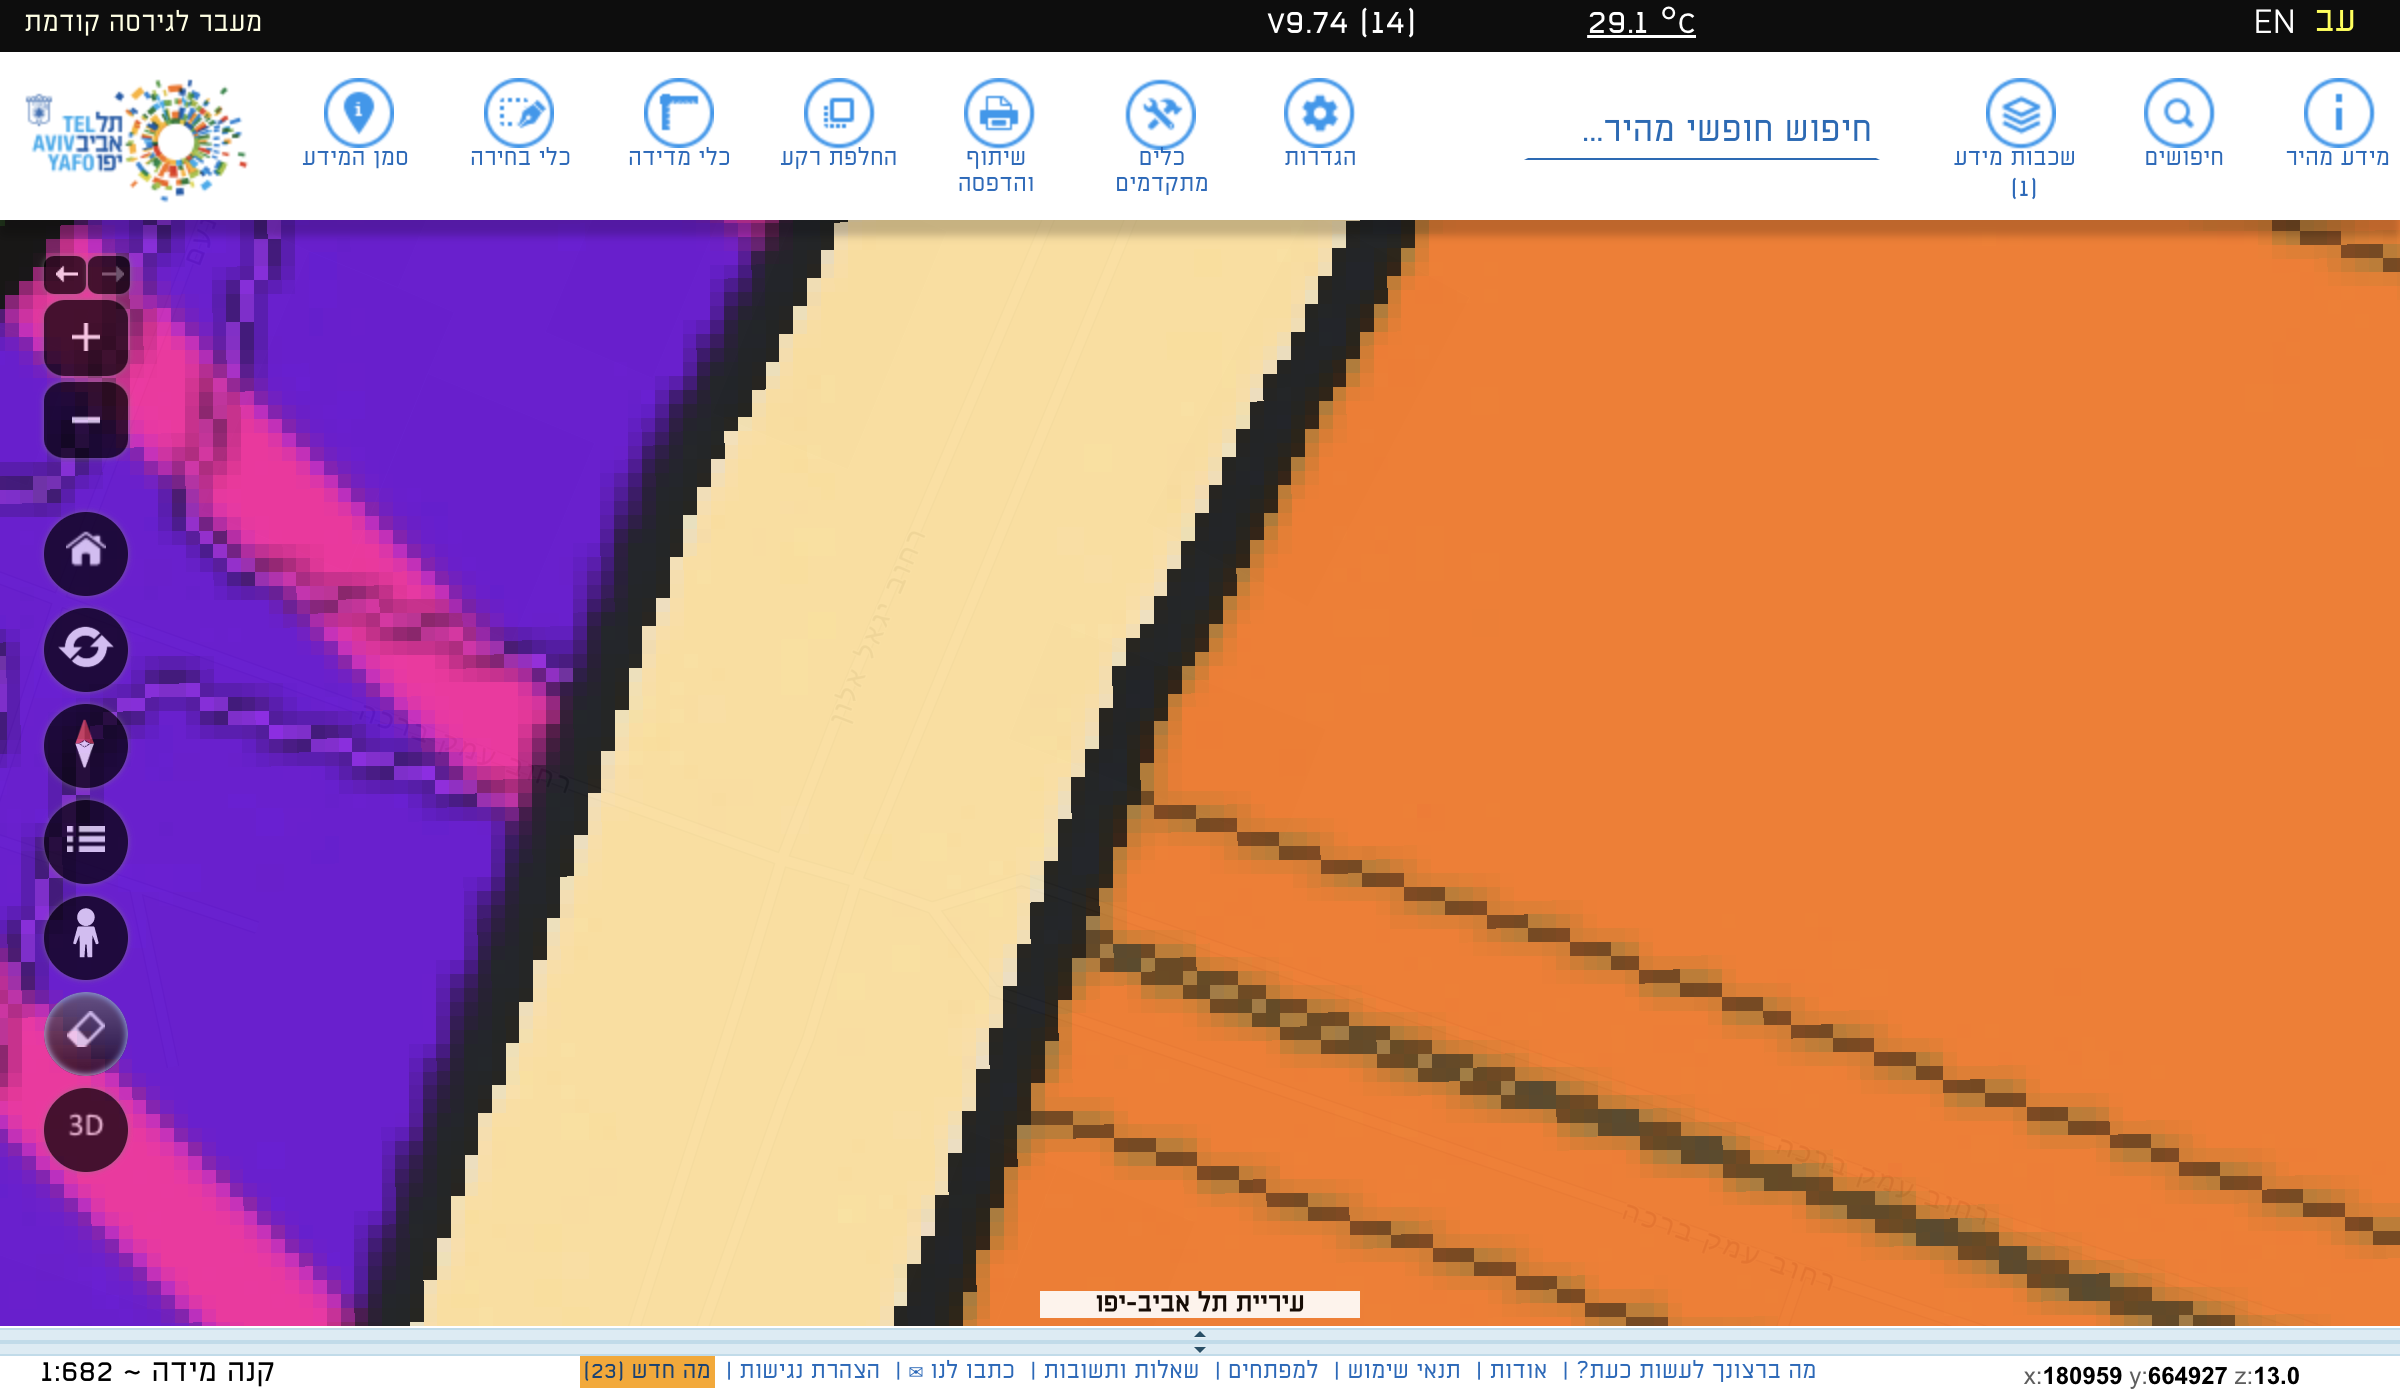 מעבר לגירסה קודמת
V9.74 (14)
29.1 °C
EN עב
תל אביב יפו
TEL AVIV YAFO
סמן המידע
כלי בחירה
כלי מדידה
החלפת רקע
שיתוף והדפסה
כלים מתקדמים
הגדרות
חיפוש חופשי מהיר...
שכבות מידע (1)
חיפושים
מידע מהיר
רחוב יגאל אלון
רחוב עמק ברכה
רחוב עמק ברכה
רחוב עמק ברכה
3D
עיריית תל אביב-יפו
קנה מידה ~ 1:682
מה ברצונך לעשות כעת? | אודות | תנאי שימוש | למפתחים | שאלות ותשובות | כתבו לנו ✉ | הצהרת נגישות | מה חדש (23)
x:180959 y:664927 z:13.0